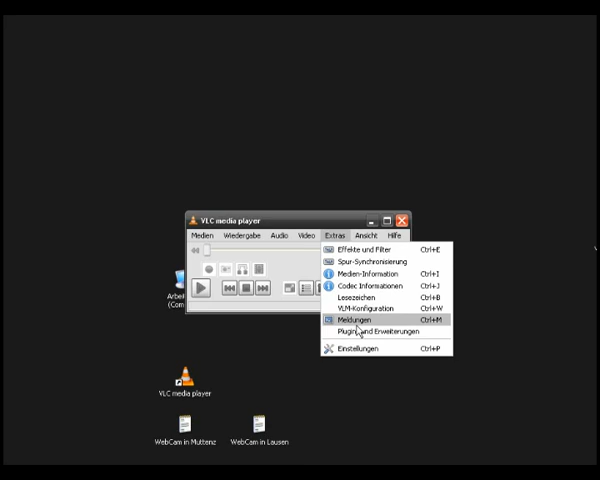 VLC media player
Medien Wiedergabe Audio Video Extras Ansicht Hilfe
Effekte und Filter Ctrl+E
Spur-Synchronisierung
Medien-Information Ctrl+I
Codec Informationen Ctrl+J
Lesezeichen Ctrl+B
VLM-Konfiguration Ctrl+W
Meldungen Ctrl+M
Plugins und Erweiterungen
Einstellungen Ctrl+P
VLC media player
WebCam in Muttenz
WebCam in Lausen